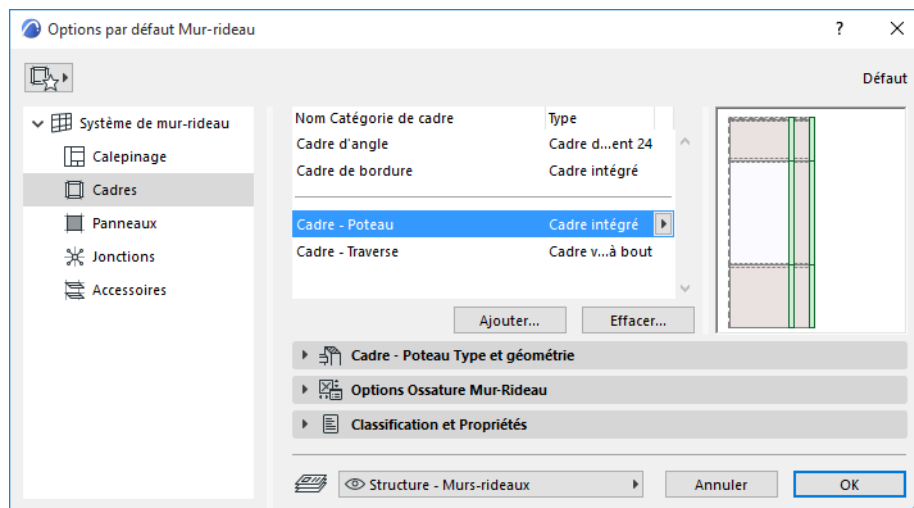 Options par défaut Mur-rideau
?
Défaut
Système de mur-rideau
Calepinage
Cadres
Panneaux
Jonctions
Accessoires
Nom Catégorie de cadre Type
Cadre d'angle Cadre d...ent 24
Cadre de bordure Cadre intégré
Cadre - Poteau Cadre intégré
Cadre - Traverse Cadre v...à bout
Ajouter... Effacer...
Cadre - Poteau Type et géométrie
Options Ossature Mur-Rideau
Classification et Propriétés
Structure - Murs-rideaux
Annuler OK